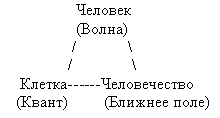 Человек
(Волна)
/ \
/ \
Клетка------Человечество
(Квант) (Ближнее поле)